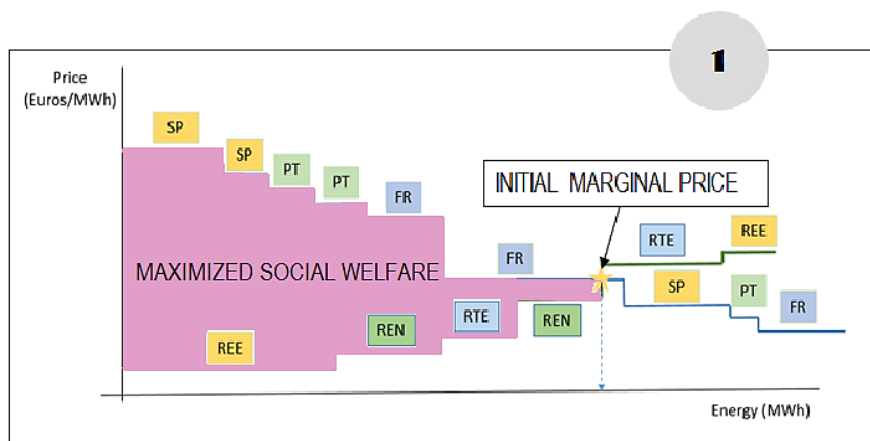 1
Price
(Euros/MWh)
SP
SP
PT
PT
FR
INITIAL MARGINAL PRICE
RTE
REE
FR
MAXIMIZED SOCIAL WELFARE
SP
PT
FR
REN
RTE
REN
REE
Energy (MWh)